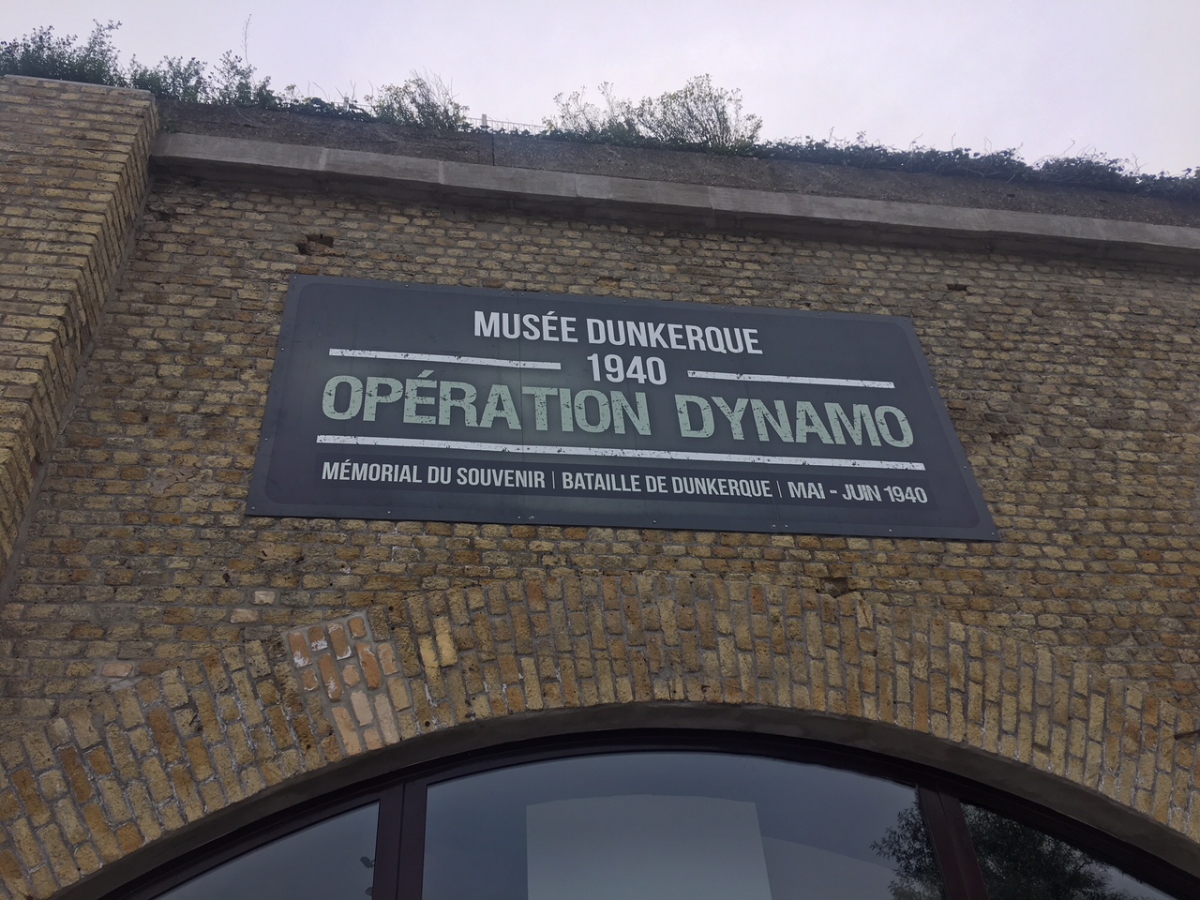 MUSÉE DUNKERQUE
1940
OPÉRATION DYNAMO
MÉMORIAL DU SOUVENIR | BATAILLE DE DUNKERQUE | MAI - JUIN 1940